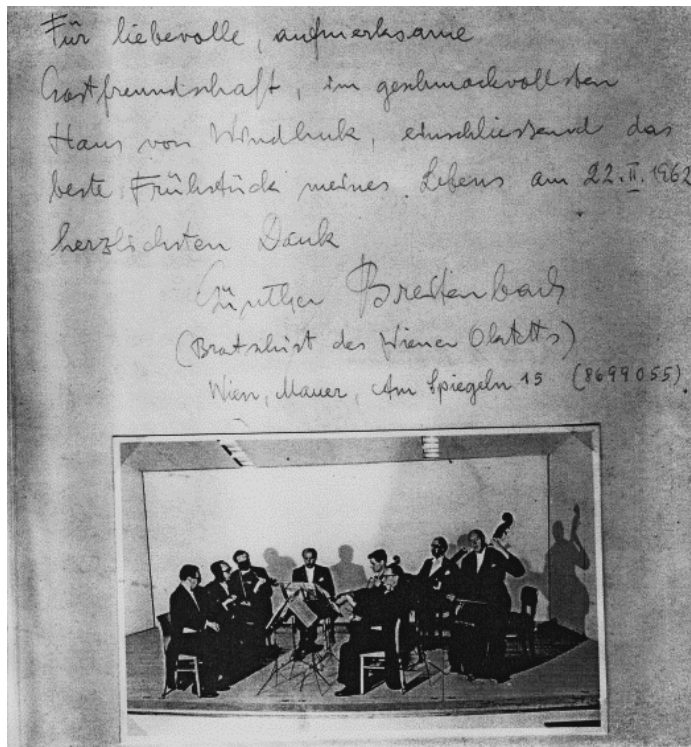 Für liebevolle, aufmerksame
Gastfreundschaft, im geschmackvollsten
Haus von Windhuk, einschliessend das
beste Frühstück meines Lebens am 22.II.1962
herzlichsten Dank
Günther Breitenbach
(Bratschist des Wiener Oktetts)
Wien, Mauer, Am Spiegeln 15 (8699055)